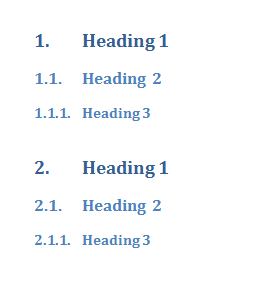 1. Heading 1
1.1. Heading 2
1.1.1. Heading 3
2. Heading 1
2.1. Heading 2
2.1.1. Heading 3